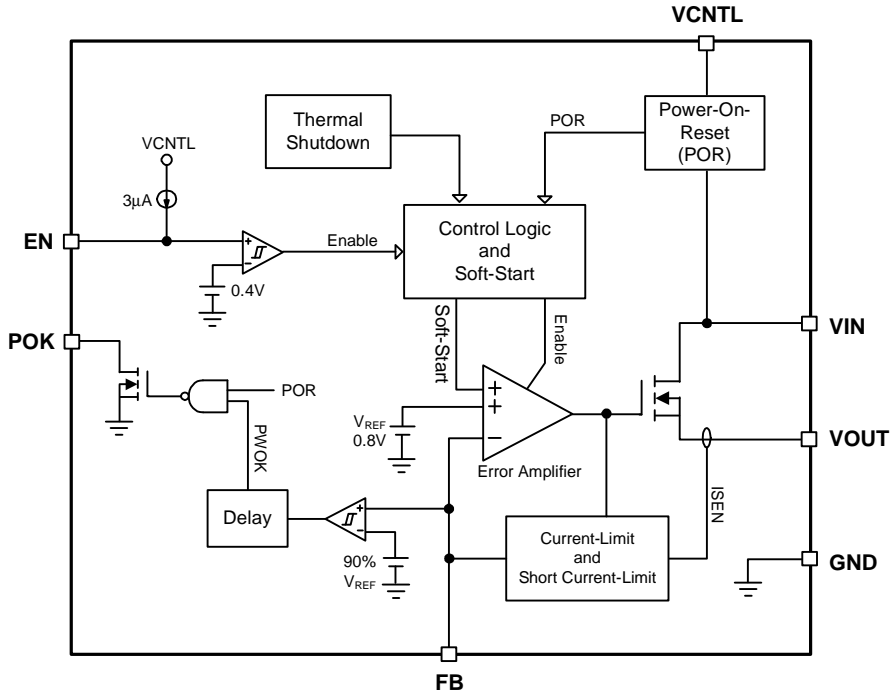 VCNTL
Thermal
Shutdown
POR
Power-On-
Reset
(POR)
VCNTL
3µA
EN
+
−
0.4V
Enable
Control Logic
and
Soft-Start
Soft-Start
Enable
VIN
POK
POR
PWOK
VREF
0.8V
+
+
−
Error Amplifier
VOUT
ISEN
Delay
+
−
90%
VREF
Current-Limit
and
Short Current-Limit
GND
FB